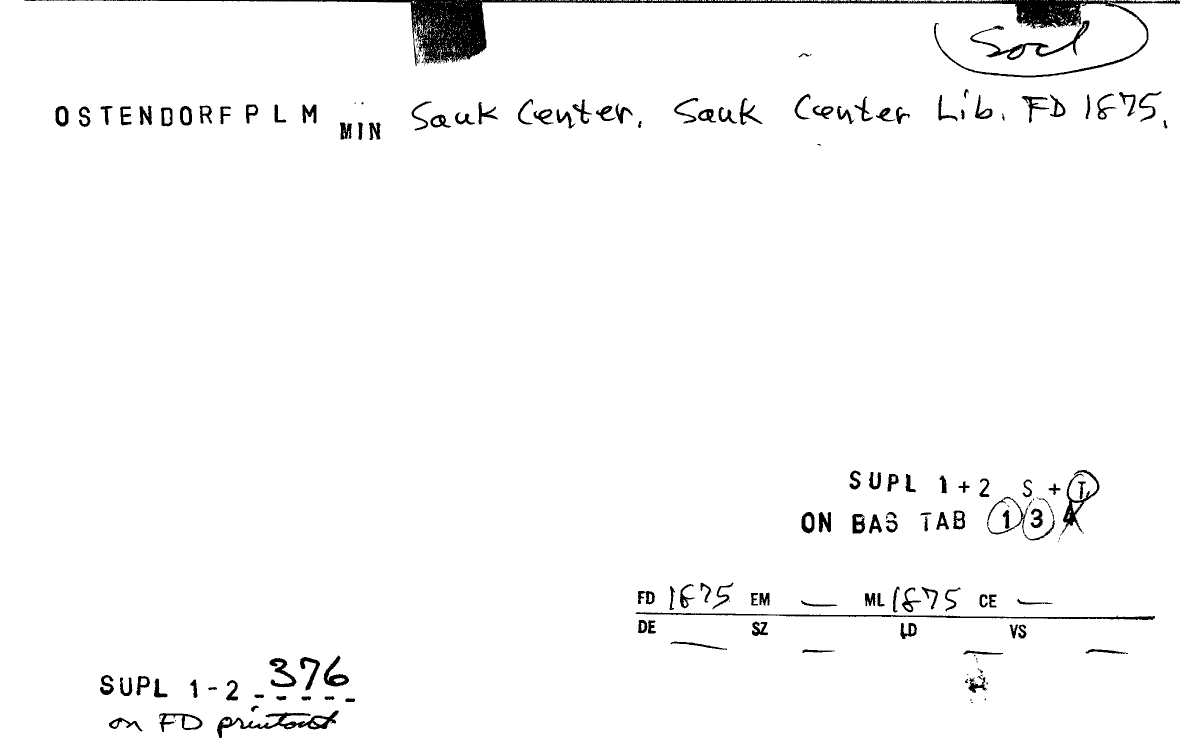 Socl
OSTENDORF P L M MIN Sauk Center. Sauk Center Lib. FD 1875.
SUPL 1 + 2 S + T
ON BAS TAB 1 3 4
FD 1875 EM — ML 1875 CE —
DE — SZ — LD — VS —
SUPL 1 - 2 376
on FD printout